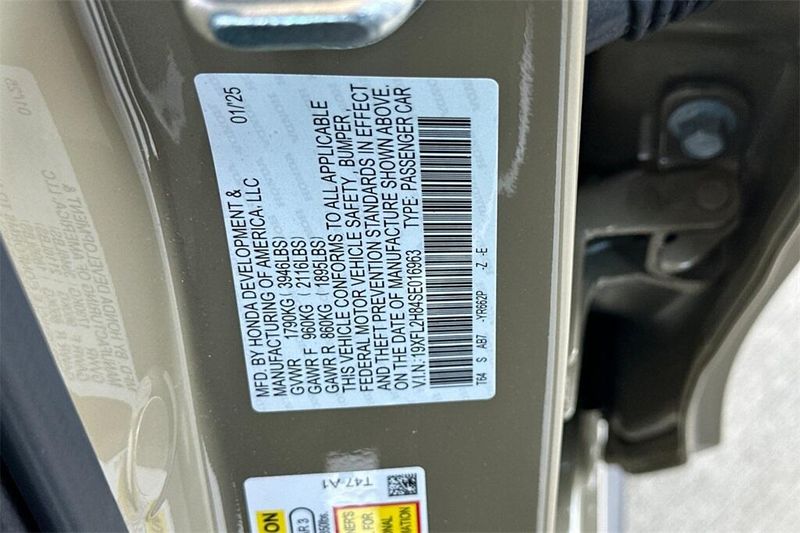 MFD. BY HONDA DEVELOPMENT & 01/25
MANUFACTURING OF AMERICA, LLC
GVWR 1790KG (3946LBS)
GAWR F 960KG (2116LBS)
GAWR R 860KG (1895LBS)
THIS VEHICLE CONFORMS TO ALL APPLICABLE
FEDERAL MOTOR VEHICLE SAFETY, BUMPER,
AND THEFT PREVENTION STANDARDS IN EFFECT
ON THE DATE OF MANUFACTURE SHOWN ABOVE.
V.I.N.: 19XFL2H84SE016963 TYPE: PASSENGER CAR
T64 S AB7 -YR662P -Z -E
T47-A1